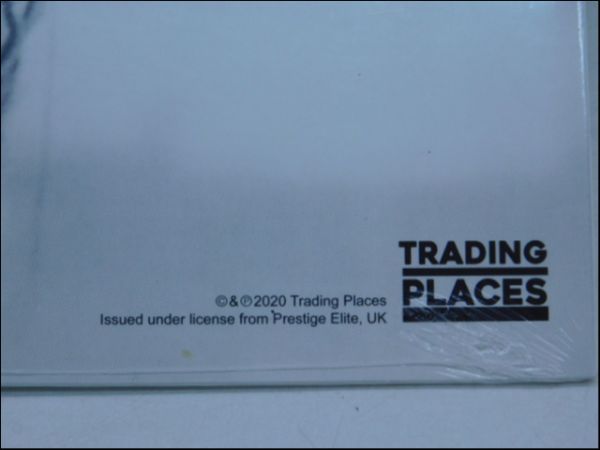 TRADING
PLACES
©&℗2020 Trading Places
Issued under license from Prestige Elite, UK